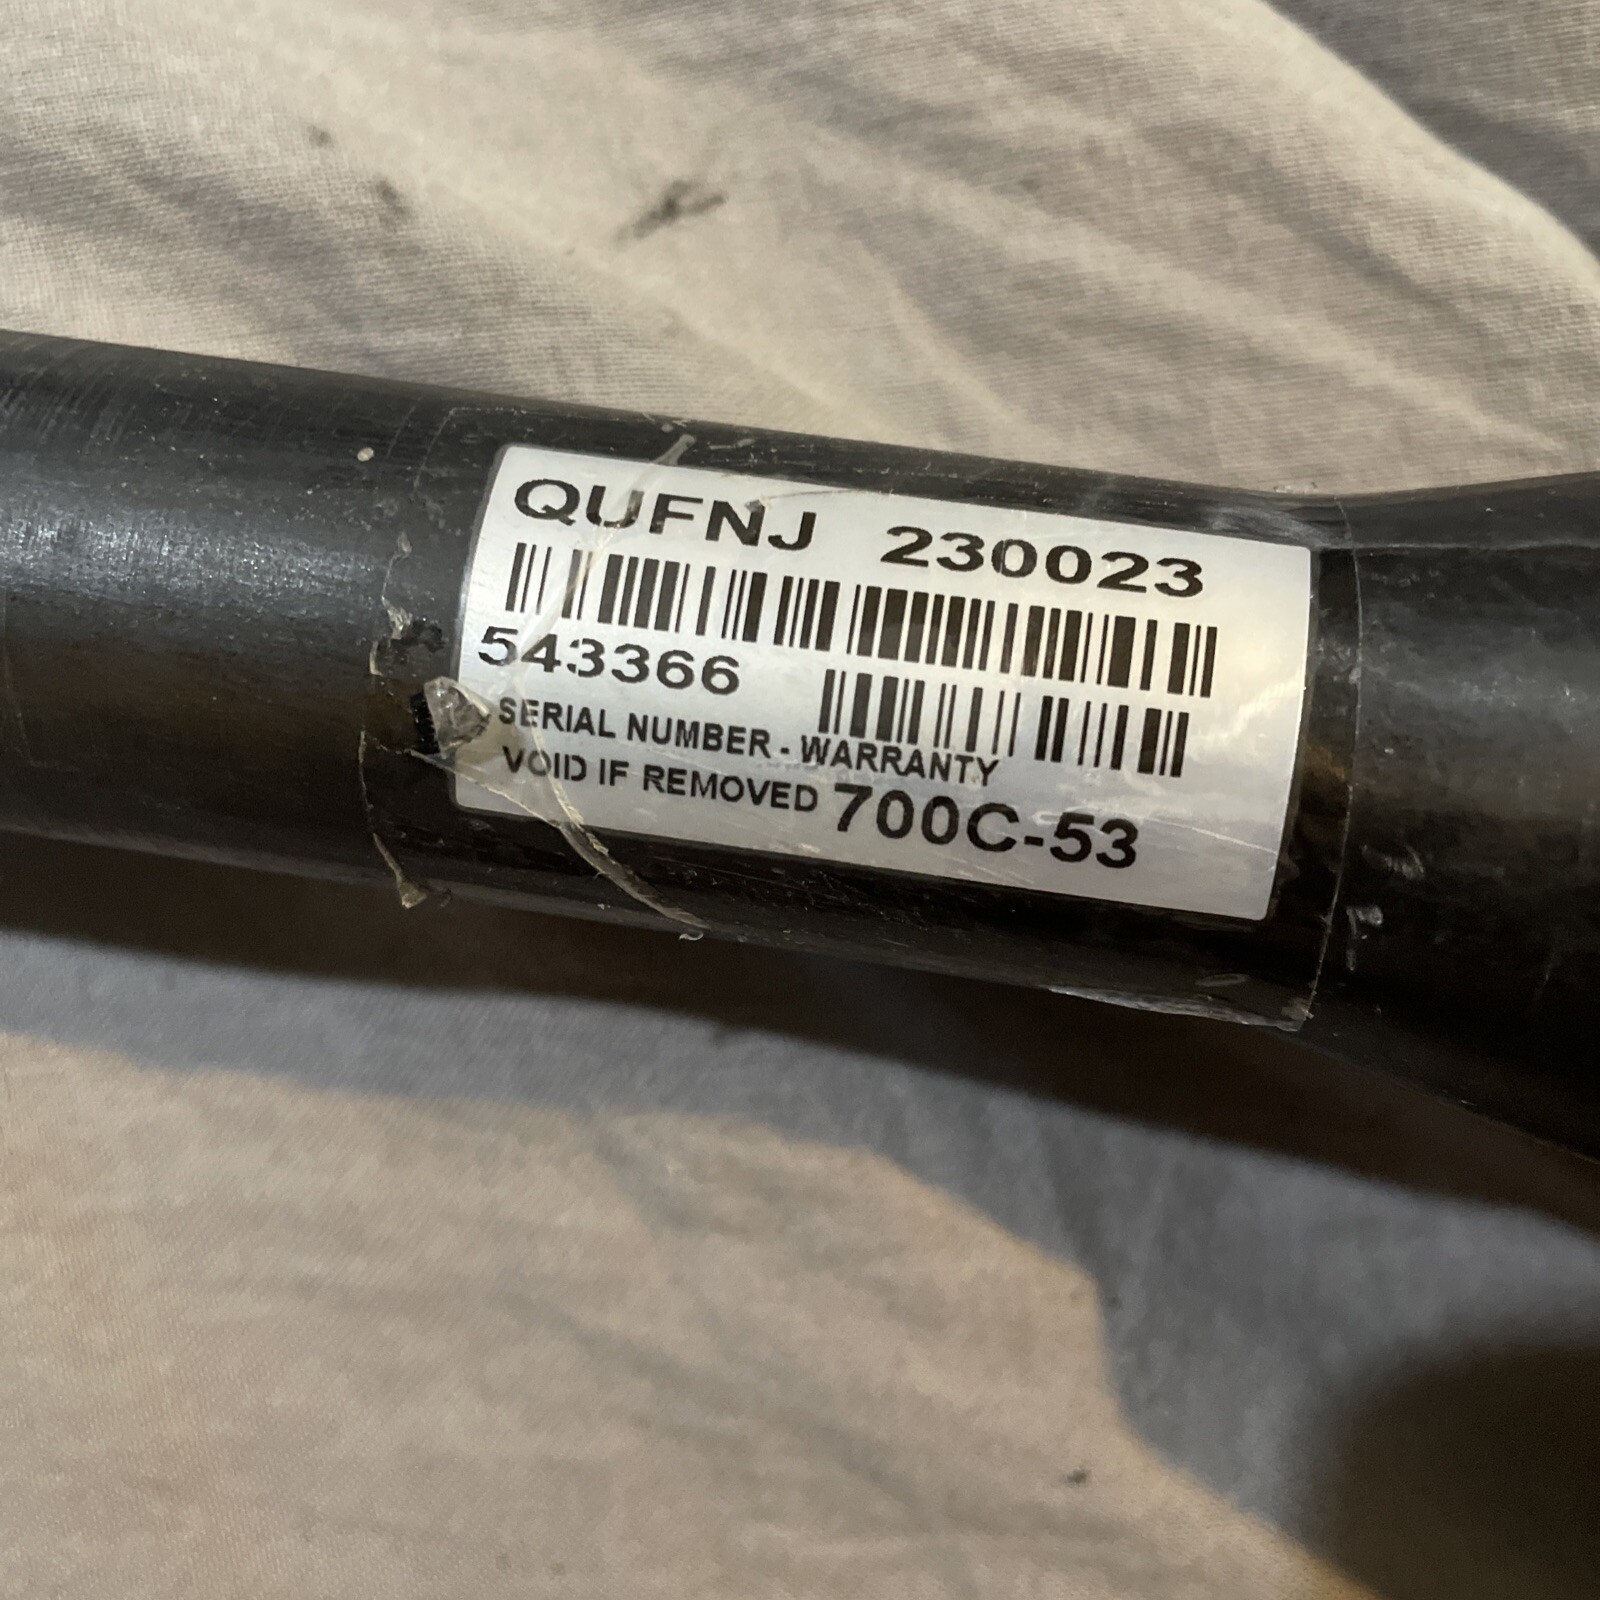 QUFNJ 230023
543366
SERIAL NUMBER - WARRANTY
VOID IF REMOVED 700C-53